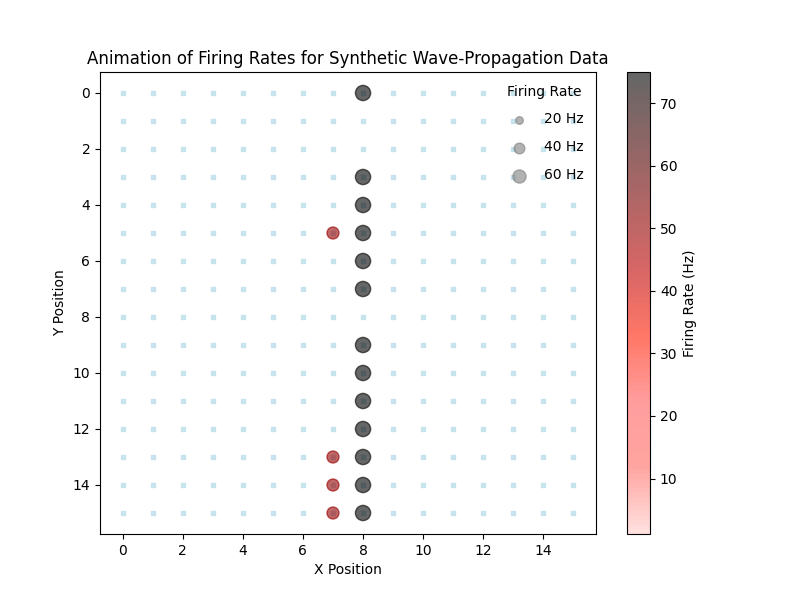 Animation of Firing Rates for Synthetic Wave-Propagation Data
Firing Rate
20 Hz
40 Hz
60 Hz
0
2
4
6
8
10
12
14
Y Position
0 2 4 6 8 10 12 14
X Position
70
60
50
40
30
20
10
Firing Rate (Hz)